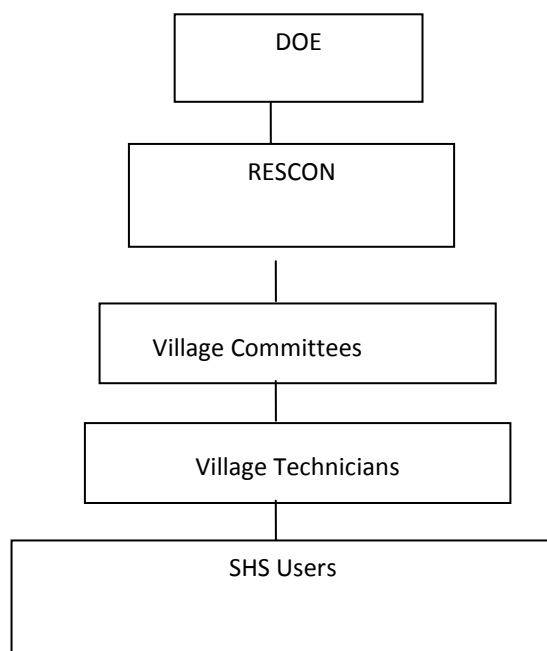 DOE
RESCON
Village Committees
Village Technicians
SHS Users